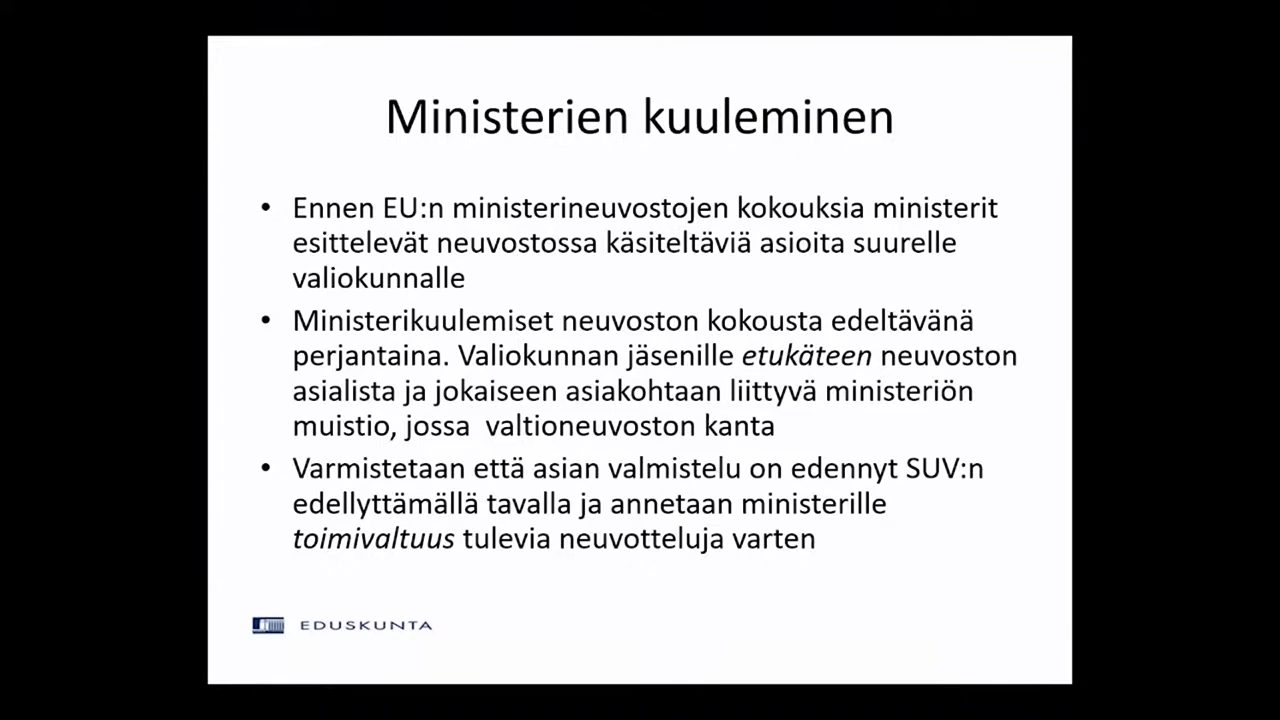 Ministerien kuuleminen
• Ennen EU:n ministerineuvostojen kokouksia ministerit
esittelevät neuvostossa käsiteltäviä asioita suurelle
valiokunnalle
• Ministerikuulemiset neuvoston kokousta edeltävänä
perjantaina. Valiokunnan jäsenille etukäteen neuvoston
asialista ja jokaiseen asiakohtaan liittyvä ministeriön
muistio, jossa  valtioneuvoston kanta
• Varmistetaan että asian valmistelu on edennyt SUV:n
edellyttämällä tavalla ja annetaan ministerille
toimivaltuus tulevia neuvotteluja varten
EDUSKUNTA